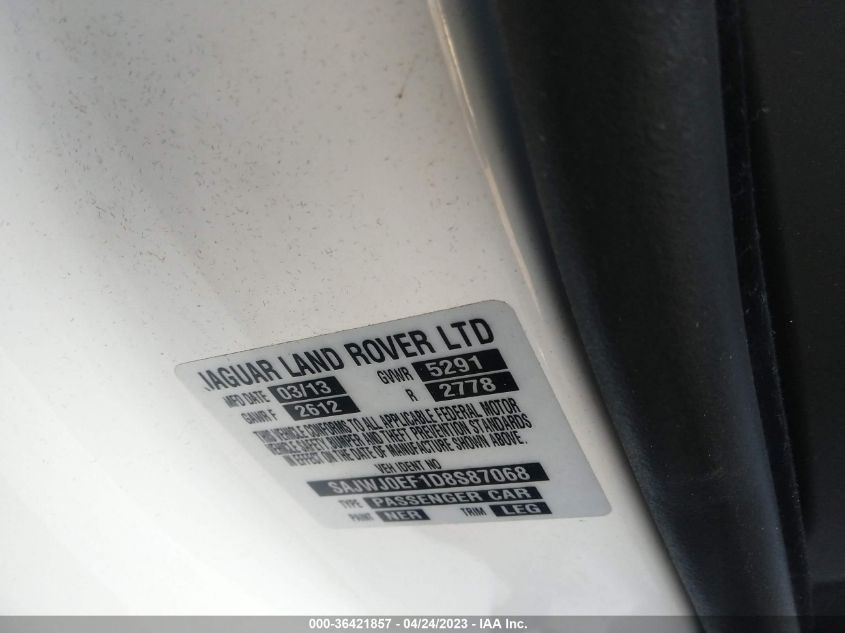 JAGUAR LAND ROVER LTD
MFD DATE 03/13 GVWR 5291
GAWR F 2612 R 2778
THIS VEHICLE CONFORMS TO ALL APPLICABLE FEDERAL MOTOR
VEHICLE SAFETY, BUMPER, AND THEFT PREVENTION STANDARDS
IN EFFECT ON THE DATE OF MANUFACTURE SHOWN ABOVE.
VEH IDENT NO
SAJWJ0EF1D8S87068
TYPE PASSENGER CAR
PAINT NER TRIM LEG
000-36421857 - 04/24/2023 - IAA Inc.